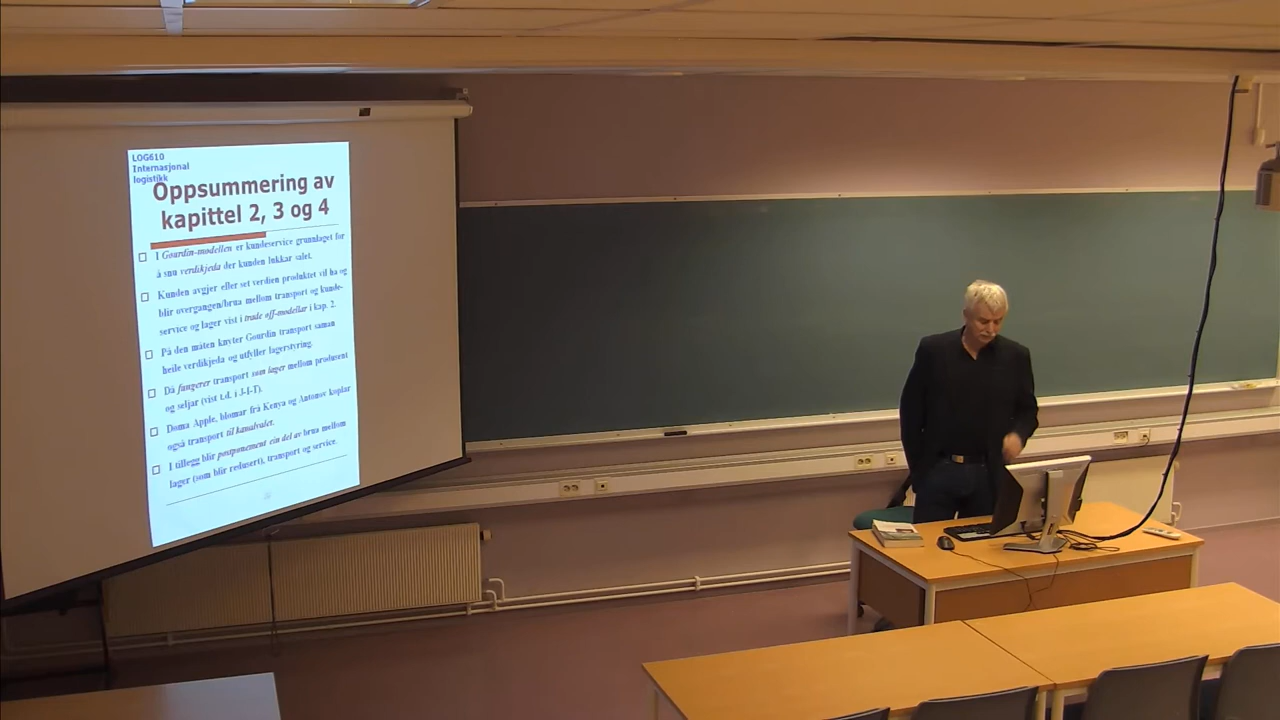 LOG610
Internasjonal
logistikk
Oppsummering av
kapittel 2, 3 og 4
I Gourdin-modellen er kundeservice grunnlaget for
å snu verdikjeda der kunden lukkar salet.
Kunden avgjer eller set verdien produktet vil ha og
blir overgangen/brua mellom transport og kunde-
service og lager vist i trade off-modellar i kap. 2.
På den måten knyter Gourdin transport saman
heile verdikjeda og utfyller lagerstyring.
Då fungerer transport som lager mellom produsent
og seljar (vist t.d. i J-I-T).
Doma Apple, blomar frå Kenya og Antonov koplar
også transport til kanalvalet.
I tillegg blir postponement ein del av brua mellom
lager (som blir redusert), transport og service.